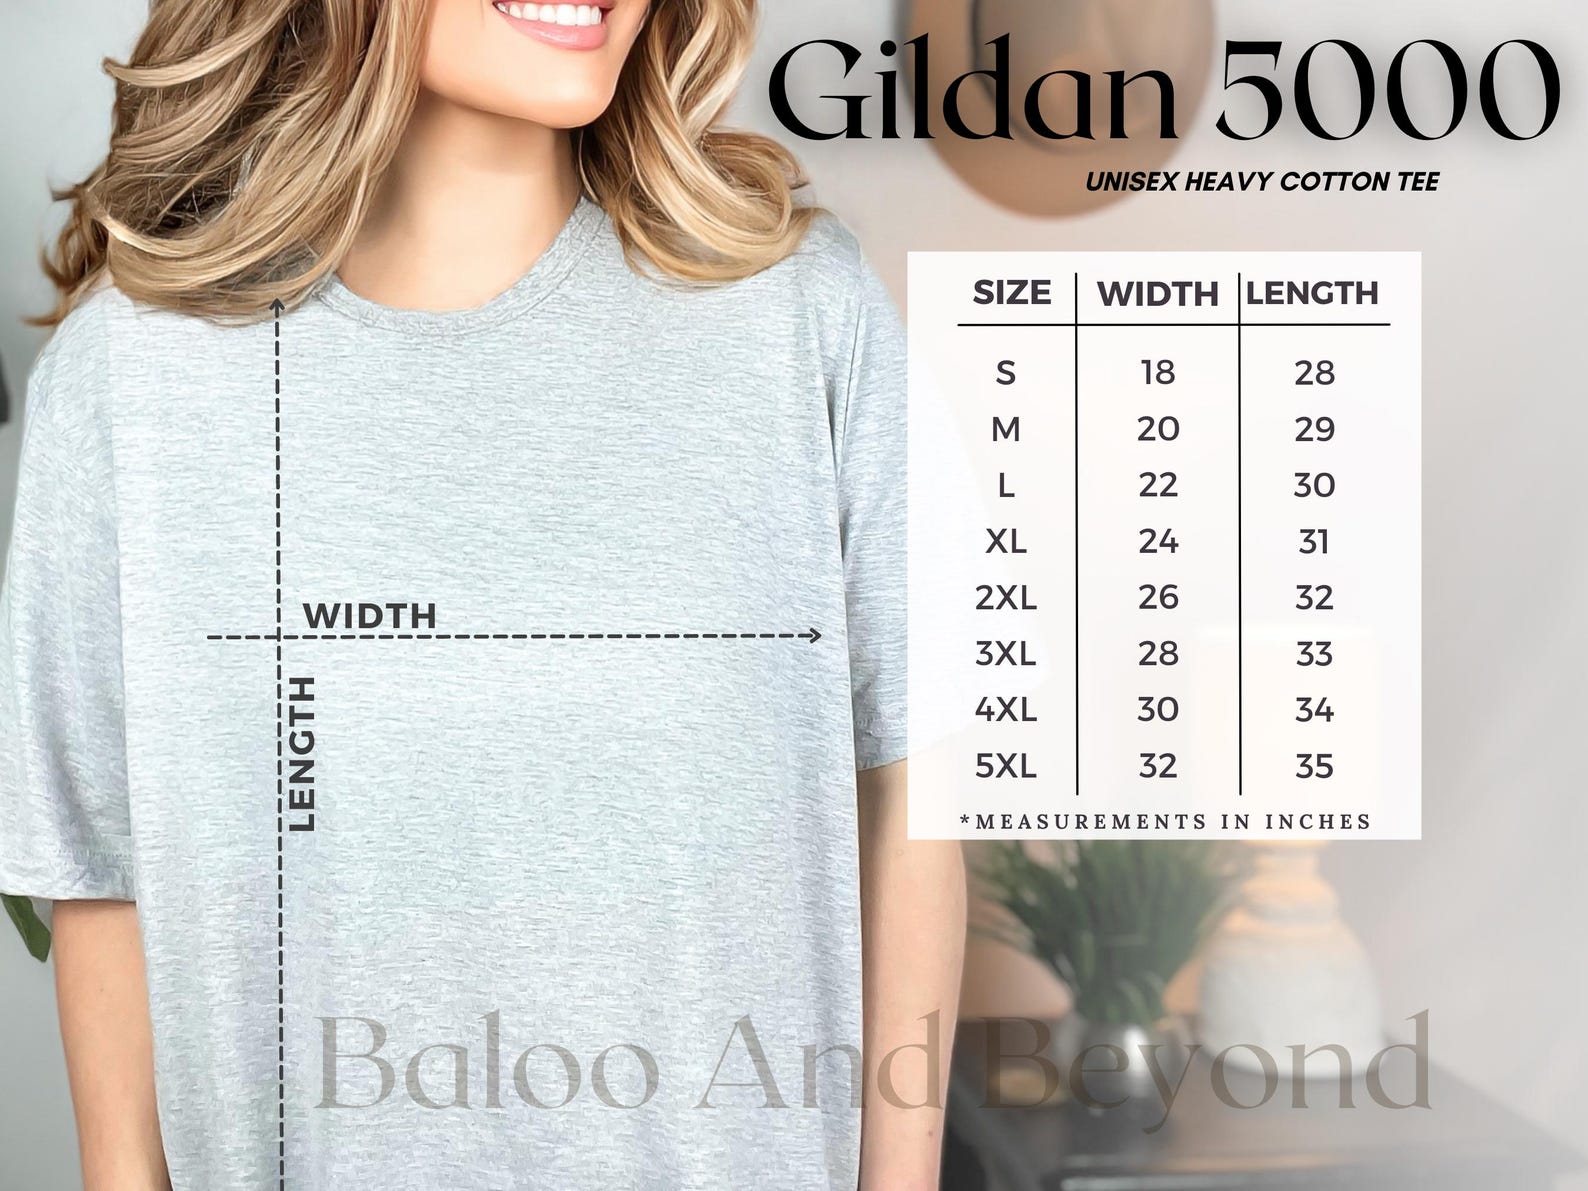 Gildan 5000
UNISEX HEAVY COTTON TEE
SIZE WIDTH LENGTH
S 18 28
M 20 29
L 22 30
XL 24 31
2XL 26 32
3XL 28 33
4XL 30 34
5XL 32 35
*MEASUREMENTS IN INCHES
WIDTH
LENGTH
Baloo And Beyond